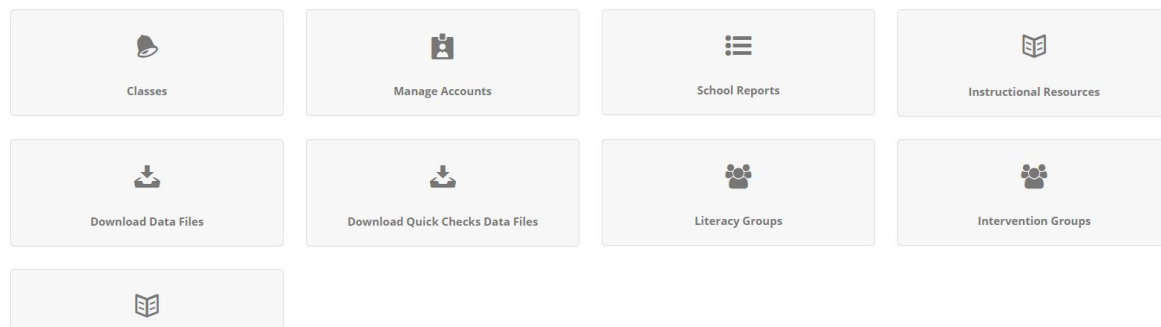 Classes
Manage Accounts
School Reports
Instructional Resources
Download Data Files
Download Quick Checks Data Files
Literacy Groups
Intervention Groups